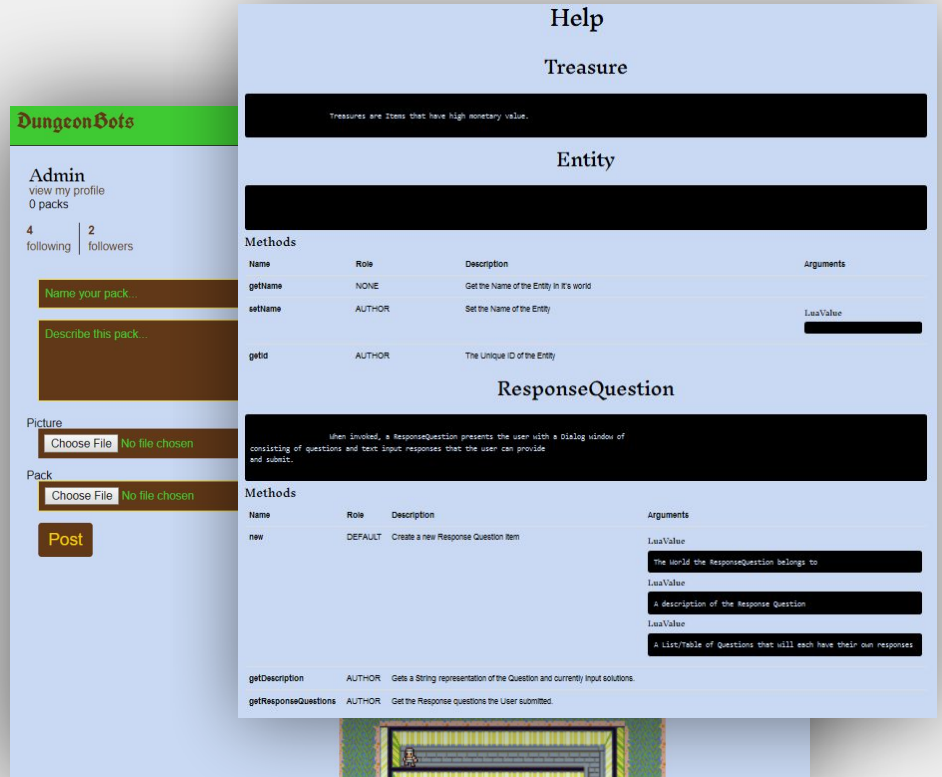 DungeonBots
Admin
view my profile
0 packs
4
following
2
followers
Name your pack...
Describe this pack...
Picture
Choose File No file chosen
Pack
Choose File No file chosen
Post
Help
Treasure
Treasures are Items that have high monetary value.
Entity
Methods
Name Role Description Arguments
getName NONE Get the Name of the Entity in it's world
setName AUTHOR Set the Name of the Entity
LuaValue
getId AUTHOR The Unique ID of the Entity
ResponseQuestion
When invoked, a ResponseQuestion presents the user with a Dialog window of
consisting of questions and text input responses that the user can provide
and submit.
Methods
Name Role Description Arguments
new DEFAULT Create a new Response Question item
LuaValue
The World the ResponseQuestion belongs to
LuaValue
A description of the Response Question
LuaValue
A List/Table of Questions that will each have their own responses
getDescription AUTHOR Gets a String representation of the Question and currently input solutions.
getResponseQuestions AUTHOR Get the Response questions the User submitted.